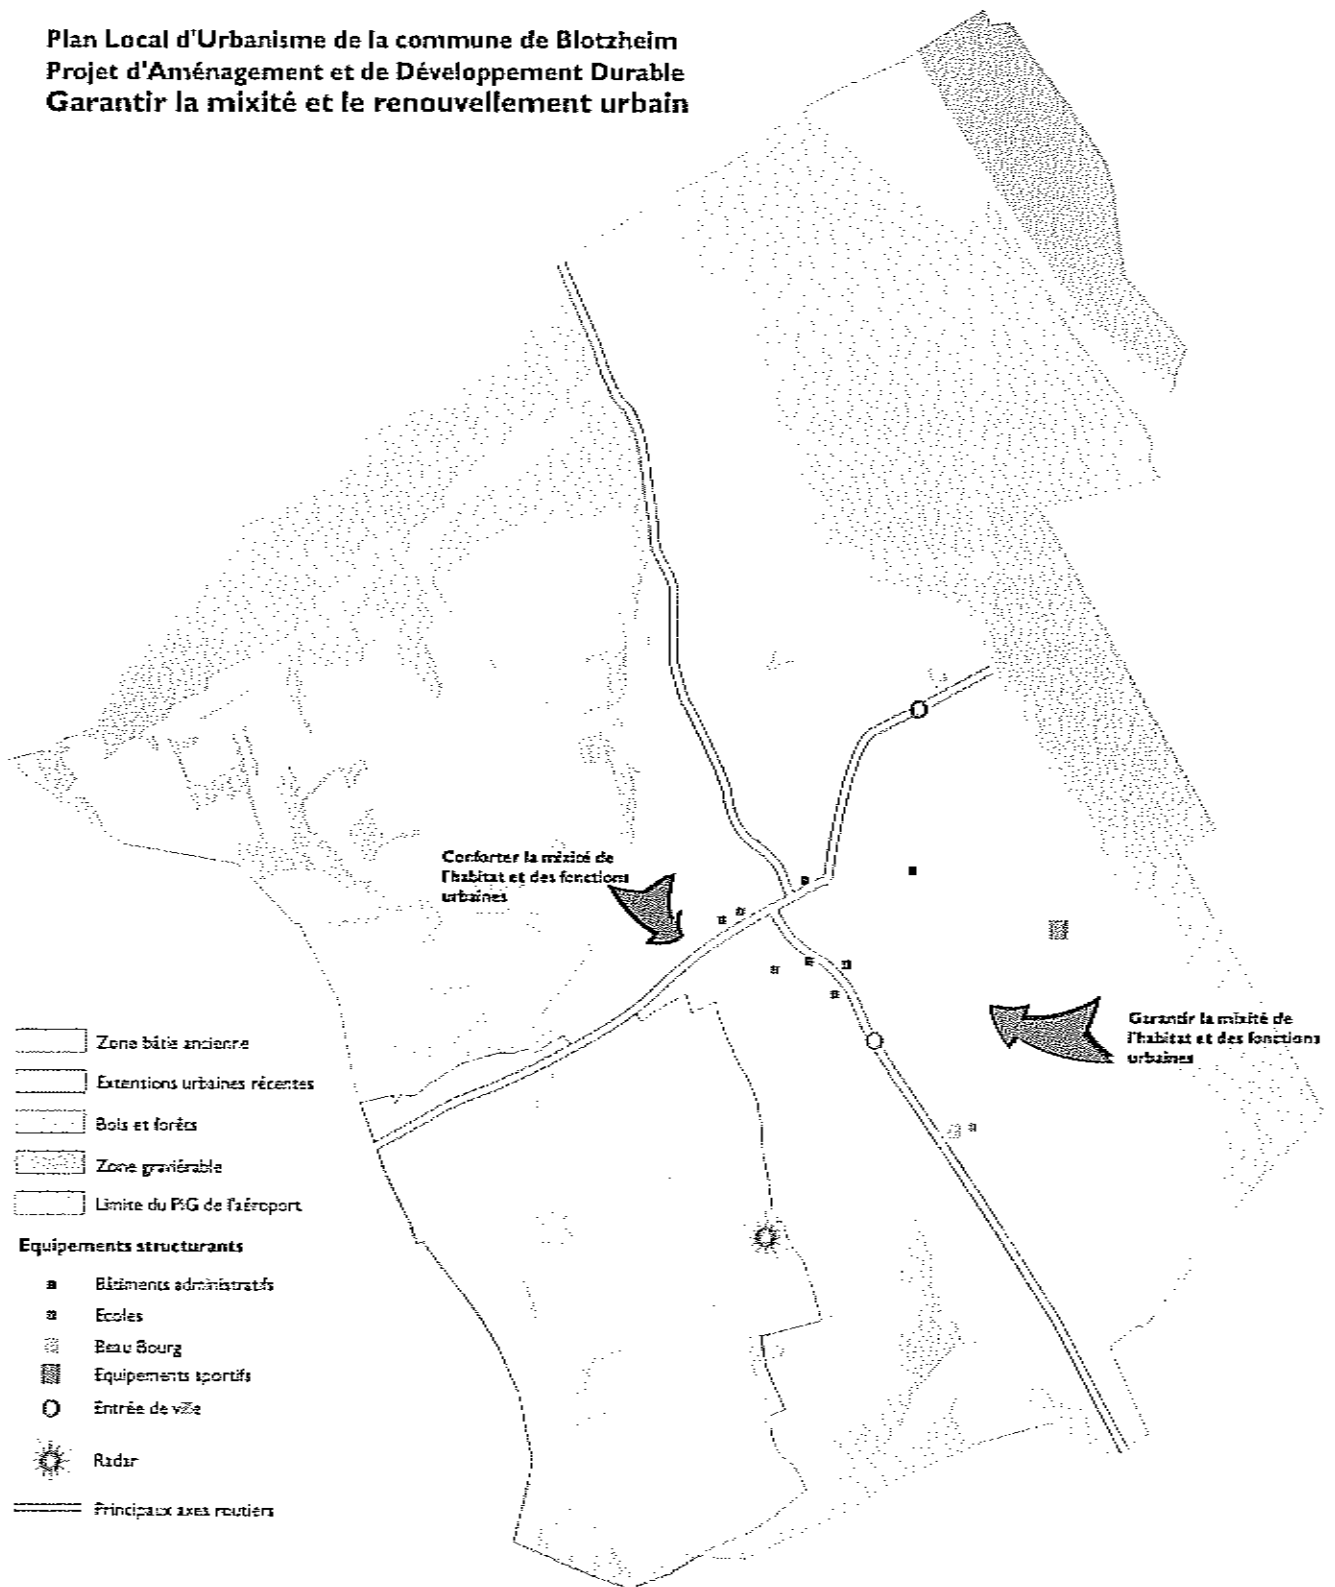 Plan Local d'Urbanisme de la commune de Blotzheim
Projet d'Aménagement et de Développement Durable
Garantir la mixité et le renouvellement urbain
Conforter la mixité de
l'habitat et des fonctions
urbaines
Garantir la mixité de
l'habitat et des fonctions
urbaines
Zone bâtie ancienne
Extensions urbaines récentes
Bois et forêts
Zone graviérable
Limite du PIG de l'aéroport
Equipements structurants
Bâtiments administratifs
Ecoles
Beau Bourg
Equipements sportifs
Entrée de ville
Radar
Principaux axes routiers